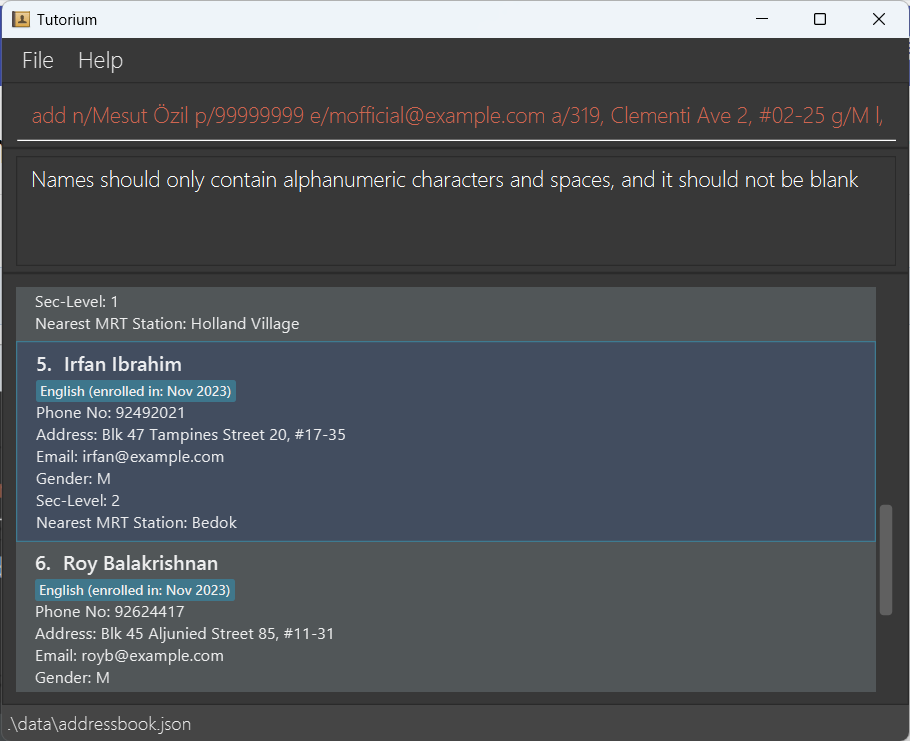 Tutorium
File Help
add n/Mesut Özil p/99999999 e/mofficial@example.com a/319, Clementi Ave 2, #02-25 g/M l,
Names should only contain alphanumeric characters and spaces, and it should not be blank
Sec-Level: 1
Nearest MRT Station: Holland Village
5. Irfan Ibrahim
English (enrolled in: Nov 2023)
Phone No: 92492021
Address: Blk 47 Tampines Street 20, #17-35
Email: irfan@example.com
Gender: M
Sec-Level: 2
Nearest MRT Station: Bedok
6. Roy Balakrishnan
English (enrolled in: Nov 2023)
Phone No: 92624417
Address: Blk 45 Aljunied Street 85, #11-31
Email: royb@example.com
Gender: M
.\data\addressbook.json